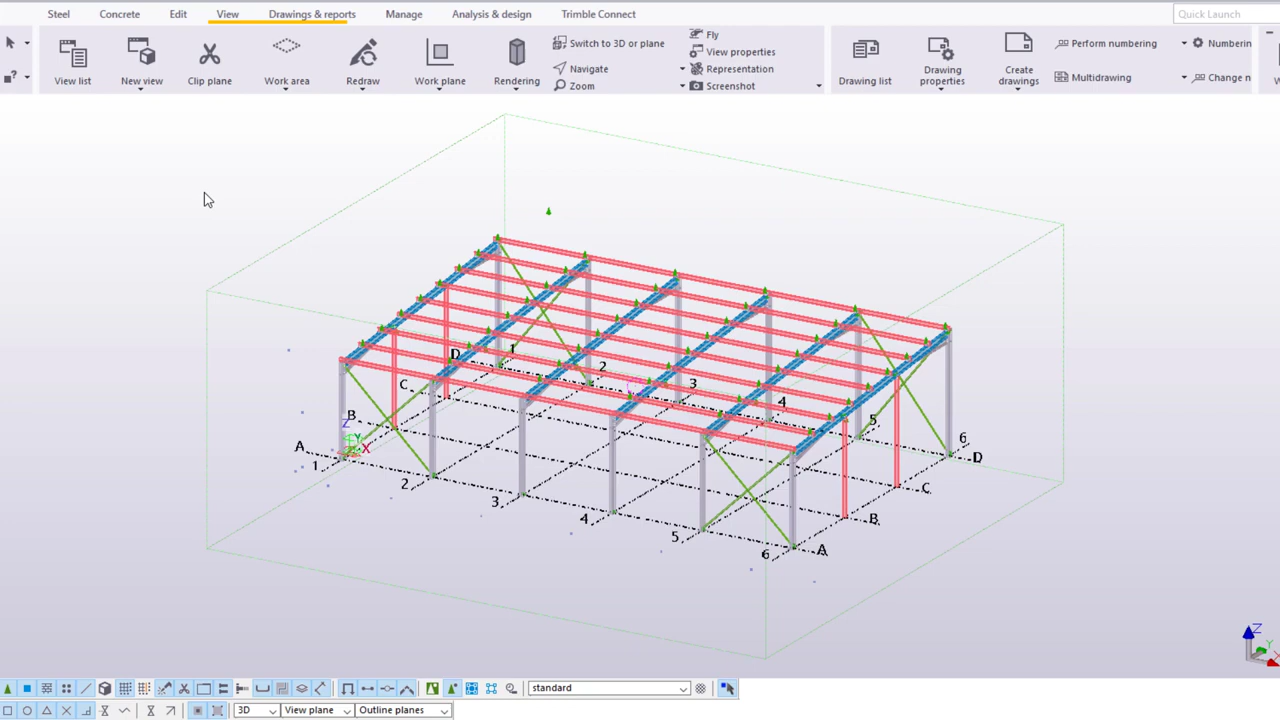 Steel Concrete Edit View Drawings & reports Manage Analysis & design Trimble Connect Quick Launch
Fly
Switch to 3D or plane View properties Perform numbering Numberin
Navigate Representation
Zoom Screenshot Multidrawing Change n
View list New view Clip plane Work area Redraw Work plane Rendering Drawing list Drawing properties Create drawings
D 1
C 2
3
B 4
Z
Y 5
A X 6
1 D
2 C
3 B
4
5 A
6
Z
Y
X
standard
3D View plane Outline planes